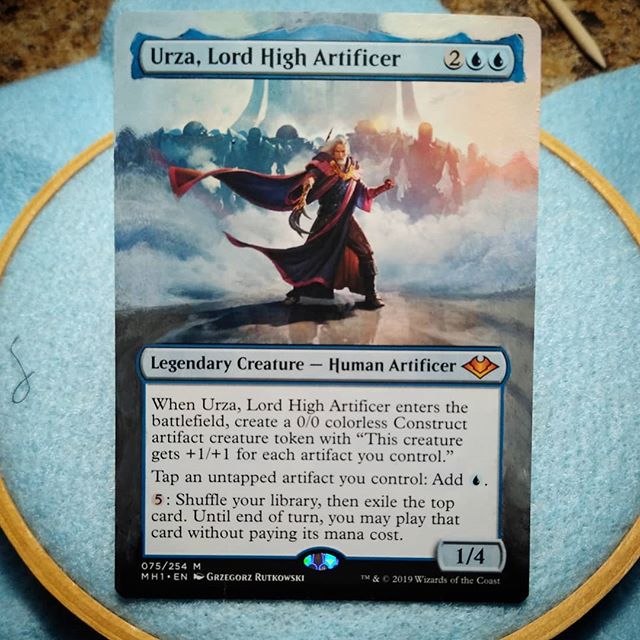 Urza, Lord High Artificer 2
Legendary Creature — Human Artificer
When Urza, Lord High Artificer enters the
battlefield, create a 0/0 colorless Construct
artifact creature token with “This creature
gets +1/+1 for each artifact you control.”
Tap an untapped artifact you control: Add .
5: Shuffle your library, then exile the top
card. Until end of turn, you may play that
card without paying its mana cost.
1/4
075/254 M
MH1•EN Grzegorz Rutkowski
™ & © 2019 Wizards of the Coast